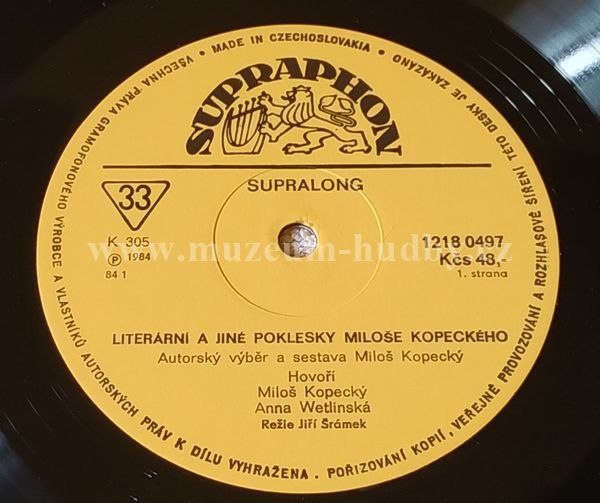 MADE IN CZECHOSLOVAKIA • VŠECHNA PRÁVA GRAMOFONOVÉHO VÝROBCE A VLASTNÍKŮ AUTORSKÝCH PRÁV K DÍLU VYHRAŽENA. POŘIZOVÁNÍ KOPIÍ, VEŘEJNÉ PROVOZOVÁNÍ A ROZHLASOVÉ ŠÍŘENÍ TÉTO DESKY JE ZAKÁZÁNO
SUPRAPHON
SUPRALONG
33
K 305
Ⓟ 1984
84 1
1218 0497
Kčs 48,-
1. strana
www.muzeum-hudby.cz
LITERÁRNÍ A JINÉ POKLESKY MILOŠE KOPECKÉHO
Autorský výběr a sestava Miloš Kopecký
Hovoří
Miloš Kopecký
Anna Wetlinská
Režie Jiří Šrámek